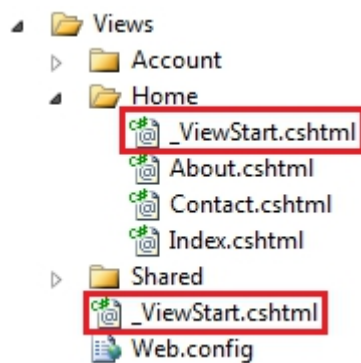 Views
Account
Home
_ViewStart.cshtml
About.cshtml
Contact.cshtml
Index.cshtml
Shared
_ViewStart.cshtml
Web.config